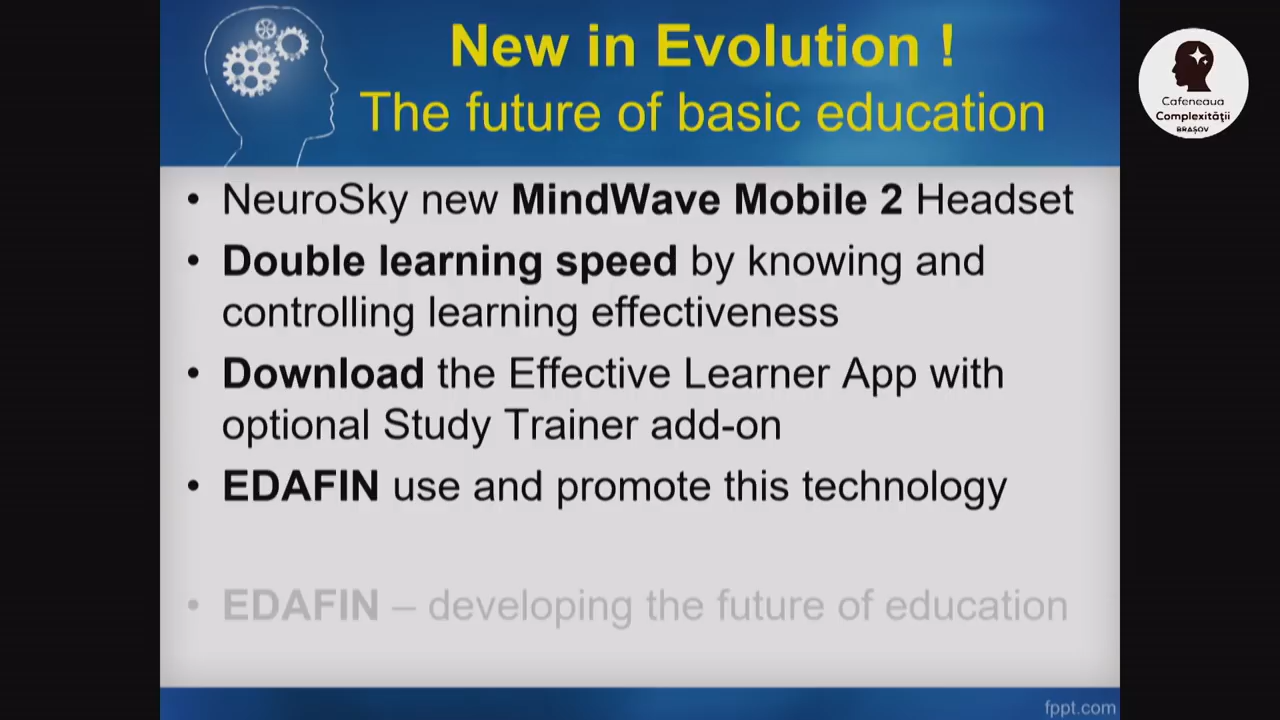 New in Evolution !
The future of basic education
Cafeneaua
Complexității
BRAȘOV
• NeuroSky new MindWave Mobile 2 Headset
• Double learning speed by knowing and
controlling learning effectiveness
• Download the Effective Learner App with
optional Study Trainer add-on
• EDAFIN use and promote this technology
• EDAFIN – developing the future of education
fppt.com